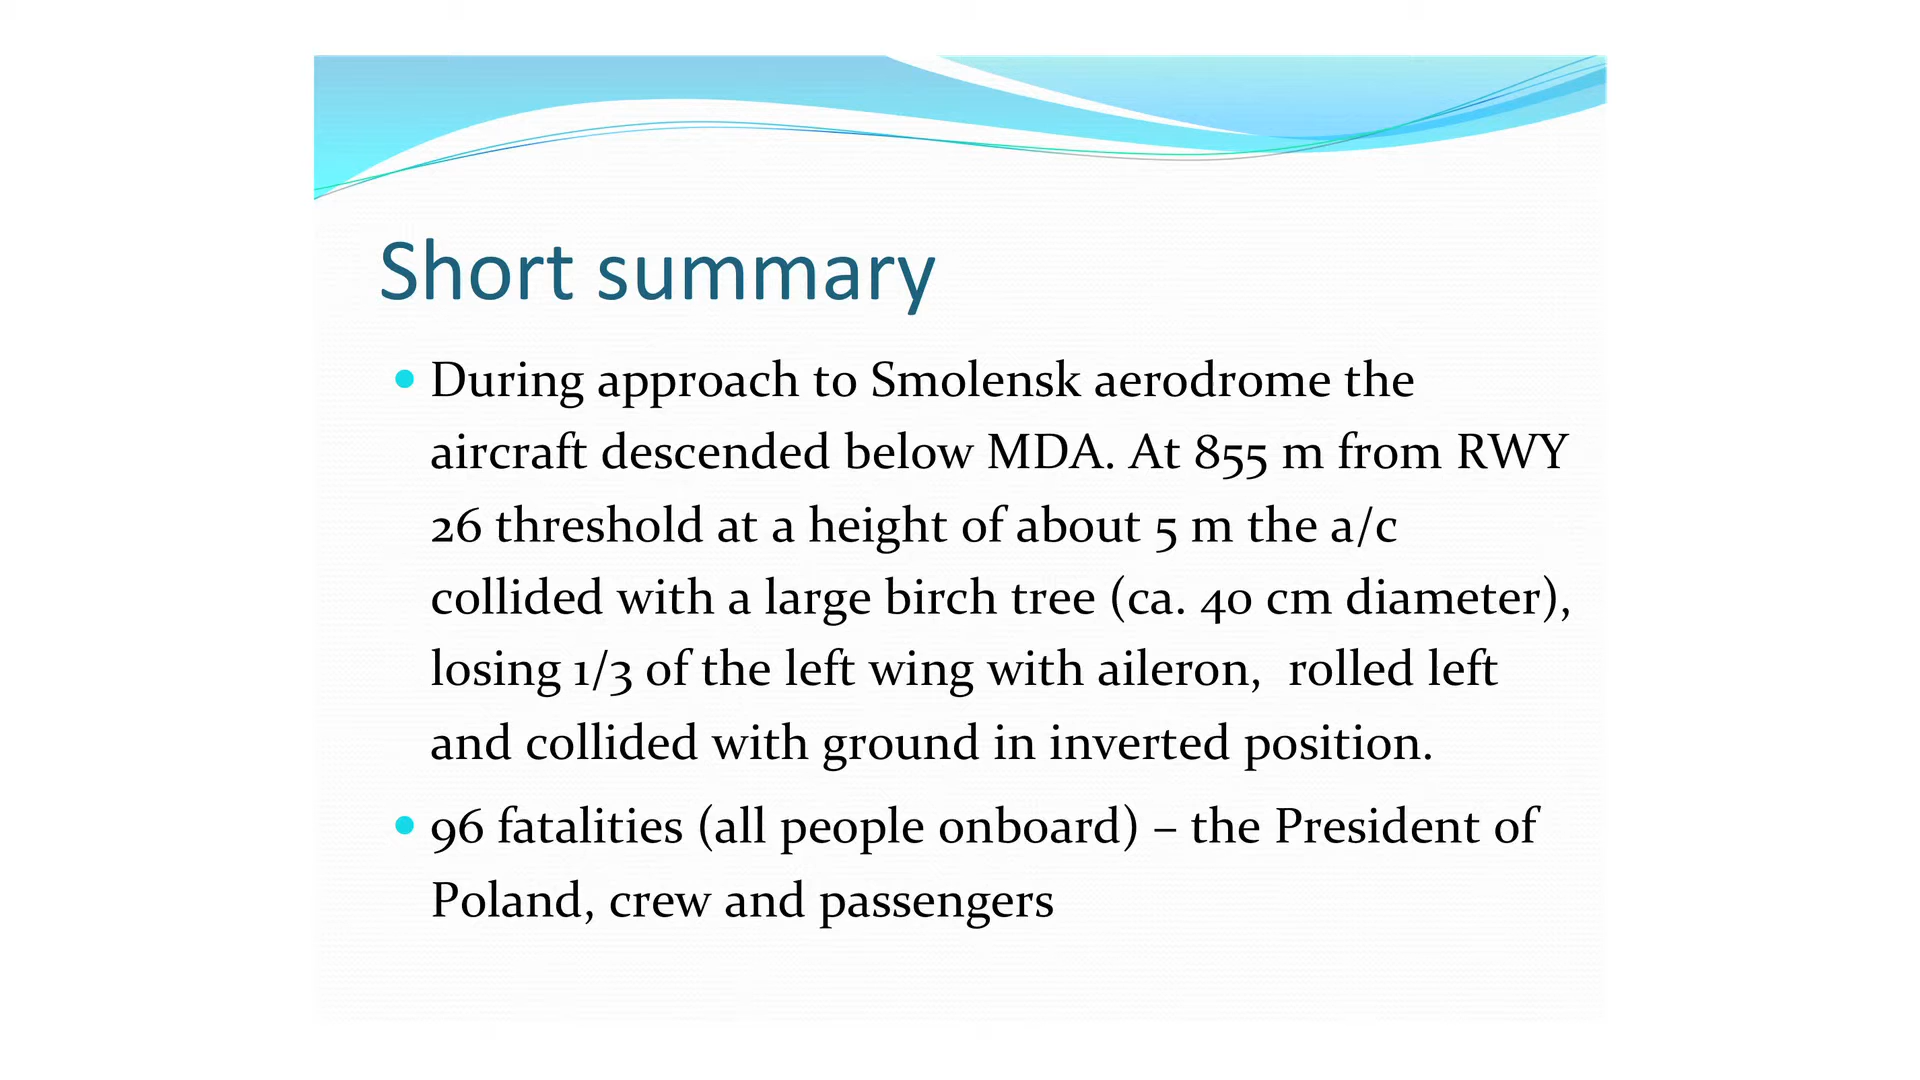 Short summary
• During approach to Smolensk aerodrome the
aircraft descended below MDA. At 855 m from RWY
26 threshold at a height of about 5 m the a/c
collided with a large birch tree (ca. 40 cm diameter),
losing 1/3 of the left wing with aileron,  rolled left
and collided with ground in inverted position.
• 96 fatalities (all people onboard) – the President of
Poland, crew and passengers